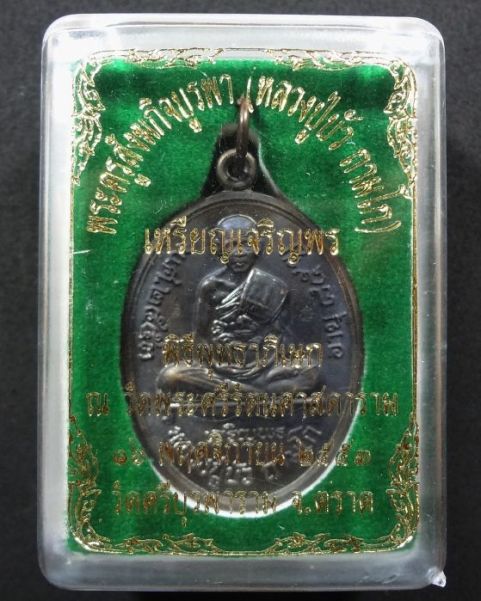 พระครูสังฆกิจบูรพา (หลวงปู่บัว ถามโก)
เหรียญเจริญพร
พิธีพุทธาภิเษก
ณ วัดพระศรีรัตนศาสดาราม
๑๖ พฤศจิกายน ๒๕๕๓
วัดศรีบุรพาราม จ.ตราด